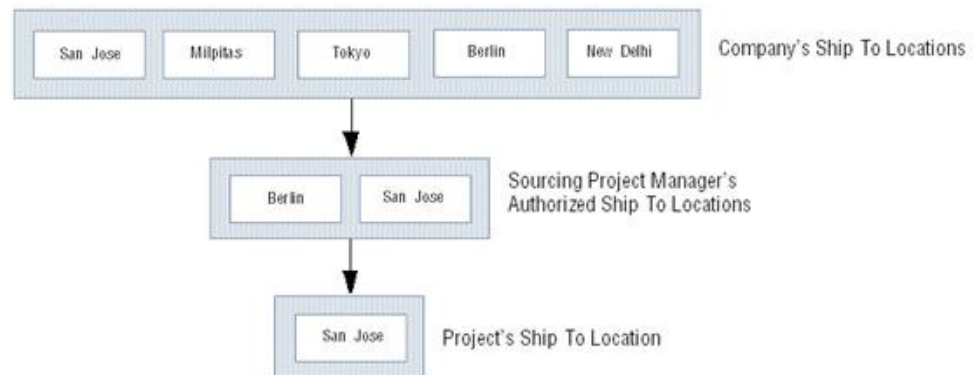 San Jose
Milpitas
Tokyo
Berlin
New Delhi
Company's Ship To Locations
Berlin
San Jose
Sourcing Project Manager's
Authorized Ship To Locations
San Jose
Project's Ship To Location